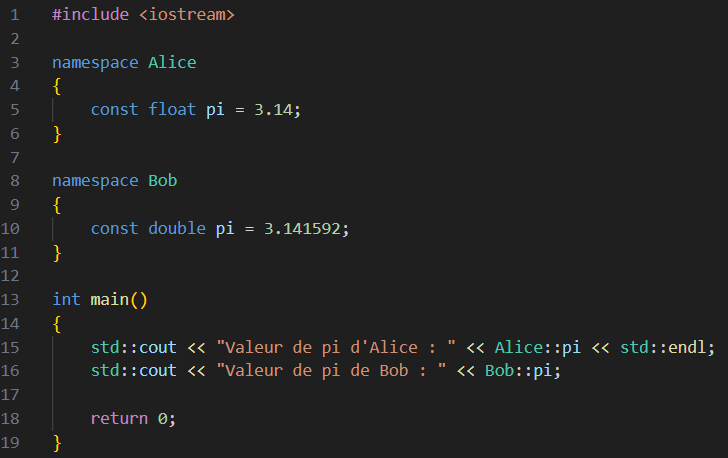 1 #include <iostream>
2
3 namespace Alice
4 {
5     const float pi = 3.14;
6 }
7
8 namespace Bob
9 {
10     const double pi = 3.141592;
11 }
12
13 int main()
14 {
15     std::cout << "Valeur de pi d'Alice : " << Alice::pi << std::endl;
16     std::cout << "Valeur de pi de Bob : " << Bob::pi;
17
18     return 0;
19 }